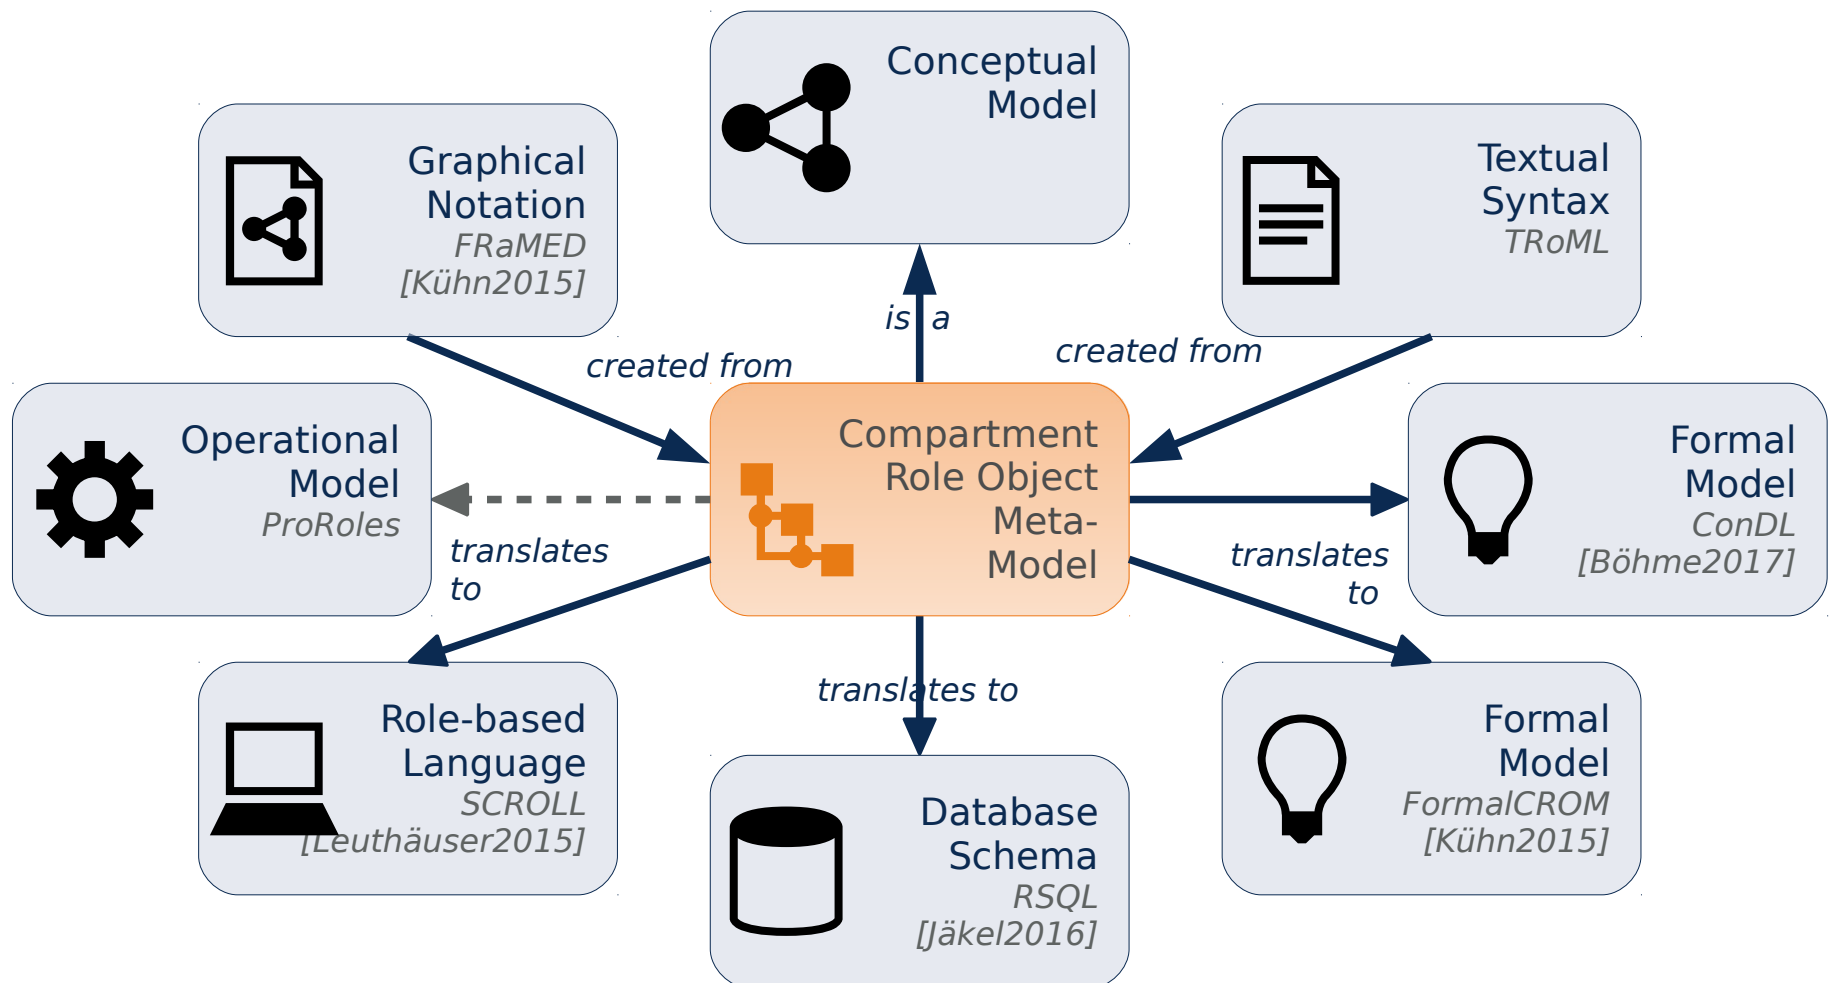 Conceptual
Model
Graphical
Notation
FRaMED
[Kühn2015]
Textual
Syntax
TRoML
is a
created from
created from
Operational
Model
ProRoles
Compartment
Role Object
Meta-
Model
Formal
Model
ConDL
[Böhme2017]
translates
to
translates
to
translates to
Role-based
Language
SCROLL
[Leuthäuser2015]
Database
Schema
RSQL
[Jäkel2016]
Formal
Model
FormalCROM
[Kühn2015]